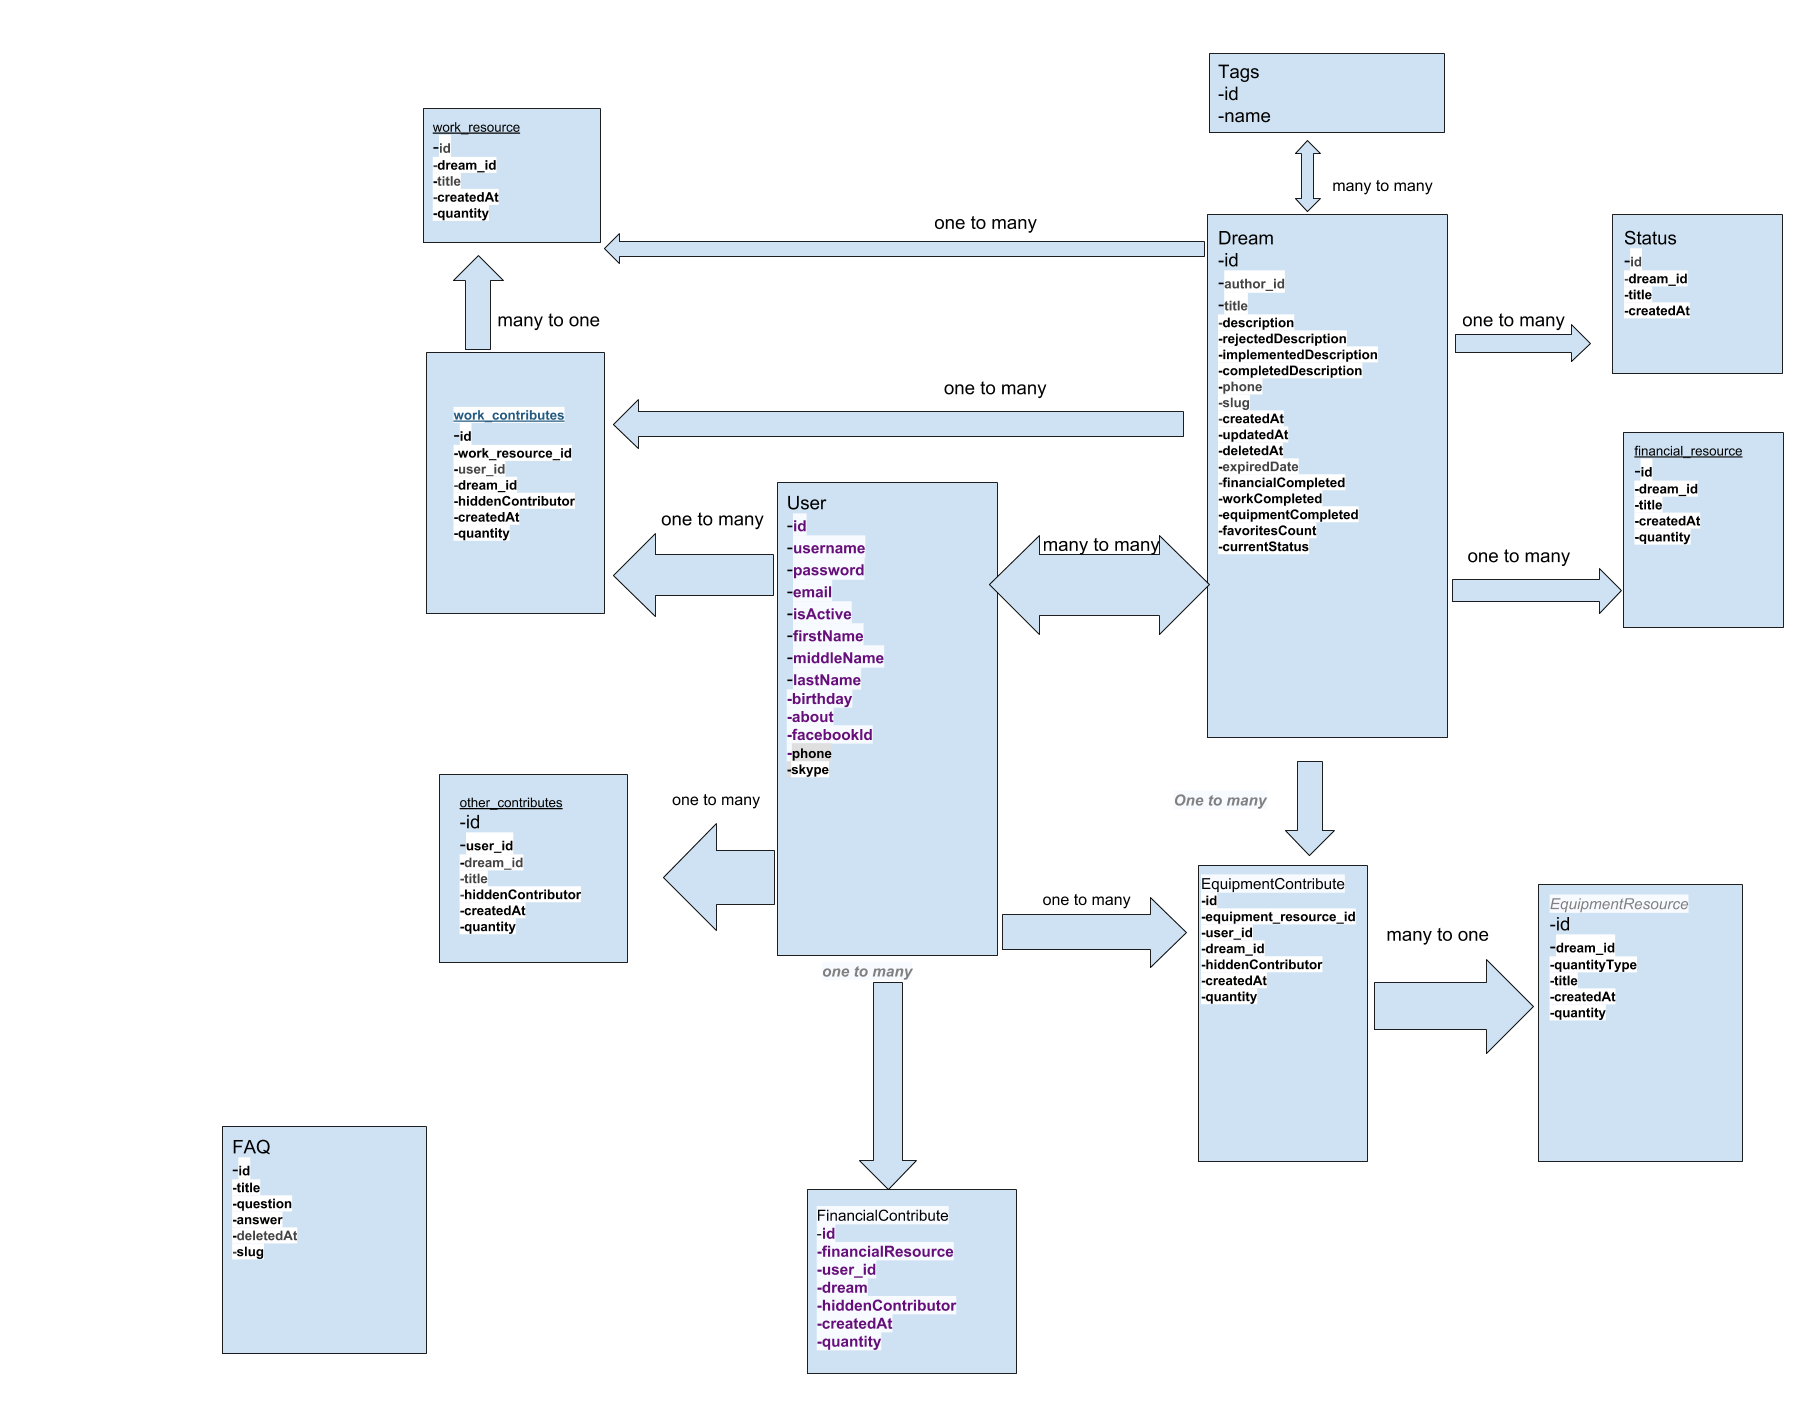 Tags
-id
-name
many to many
work_resource
-id
-dream_id
-title
-createdAt
-quantity
one to many
Dream
-id
-author_id
-title
-description
-rejectedDescription
-implementedDescription
-completedDescription
-phone
-slug
-createdAt
-updatedAt
-deletedAt
-expiredDate
-financialCompleted
-workCompleted
-equipmentCompleted
-favoritesCount
-currentStatus
Status
-id
-dream_id
-title
-createdAt
one to many
many to one
one to many
work_contributes
-id
-work_resource_id
-user_id
-dream_id
-hiddenContributor
-createdAt
-quantity
one to many
User
-id
-username
-password
-email
-isActive
-firstName
-middleName
-lastName
-birthday
-about
-facebookId
-phone
-skype
many to many
financial_resource
-id
-dream_id
-title
-createdAt
-quantity
one to many
other_contributes
-id
-user_id
-dream_id
-title
-hiddenContributor
-createdAt
-quantity
one to many
One to many
one to many
EquipmentContribute
-id
-equipment_resource_id
-user_id
-dream_id
-hiddenContributor
-createdAt
-quantity
many to one
EquipmentResource
-id
-dream_id
-quantityType
-title
-createdAt
-quantity
one to many
FAQ
-id
-title
-question
-answer
-deletedAt
-slug
FinancialContribute
-id
-financialResource
-user_id
-dream
-hiddenContributor
-createdAt
-quantity